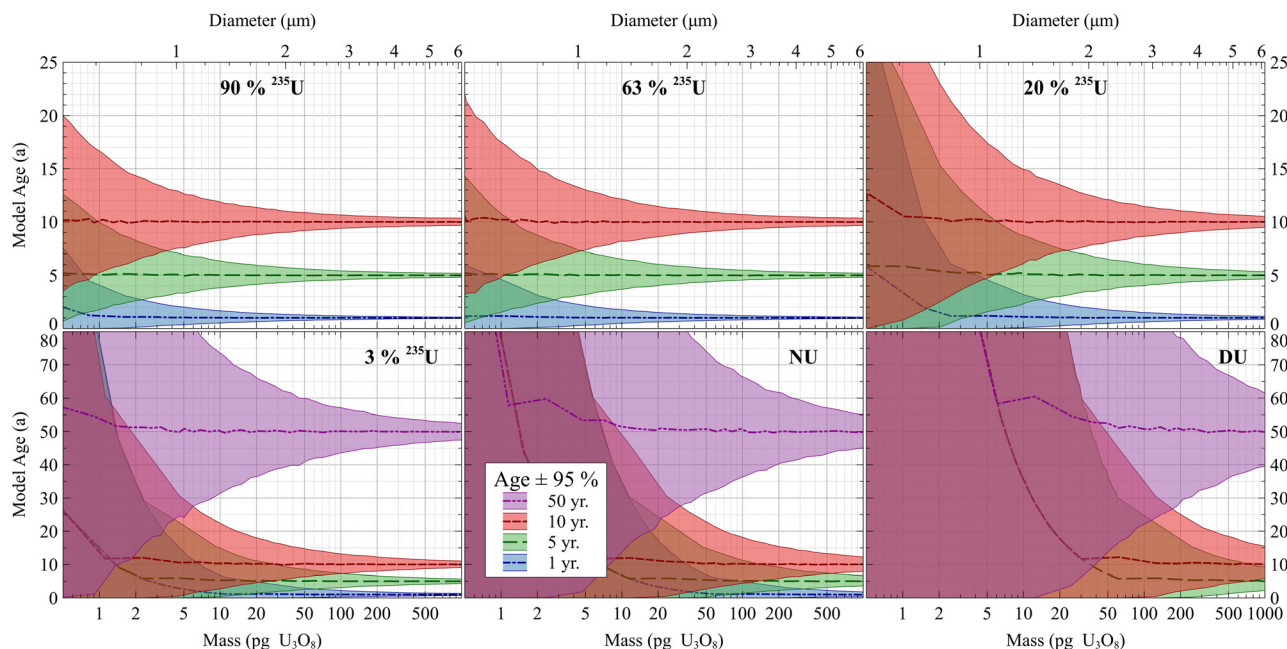 Diameter (μm) Diameter (μm) Diameter (μm)
1 2 3 4 5 6 1 2 3 4 5 6 1 2 3 4 5 6
90 % ²³⁵U 63 % ²³⁵U 20 % ²³⁵U
25 25
20 20
15 15
10 10
5 5
0 0
Model Age (a)
3 % ²³⁵U NU DU
80 80
70 70
60 60
50 50
40 40
30 30
20 20
10 10
0 0
Model Age (a)
Age ± 95 %
50 yr.
10 yr.
5 yr.
1 yr.
1 2 5 10 20 50 100 200 500 1 2 5 10 20 50 100 200 500 1 2 5 10 20 50 100 200 500 1000
Mass (pg U₃O₈) Mass (pg U₃O₈) Mass (pg U₃O₈)